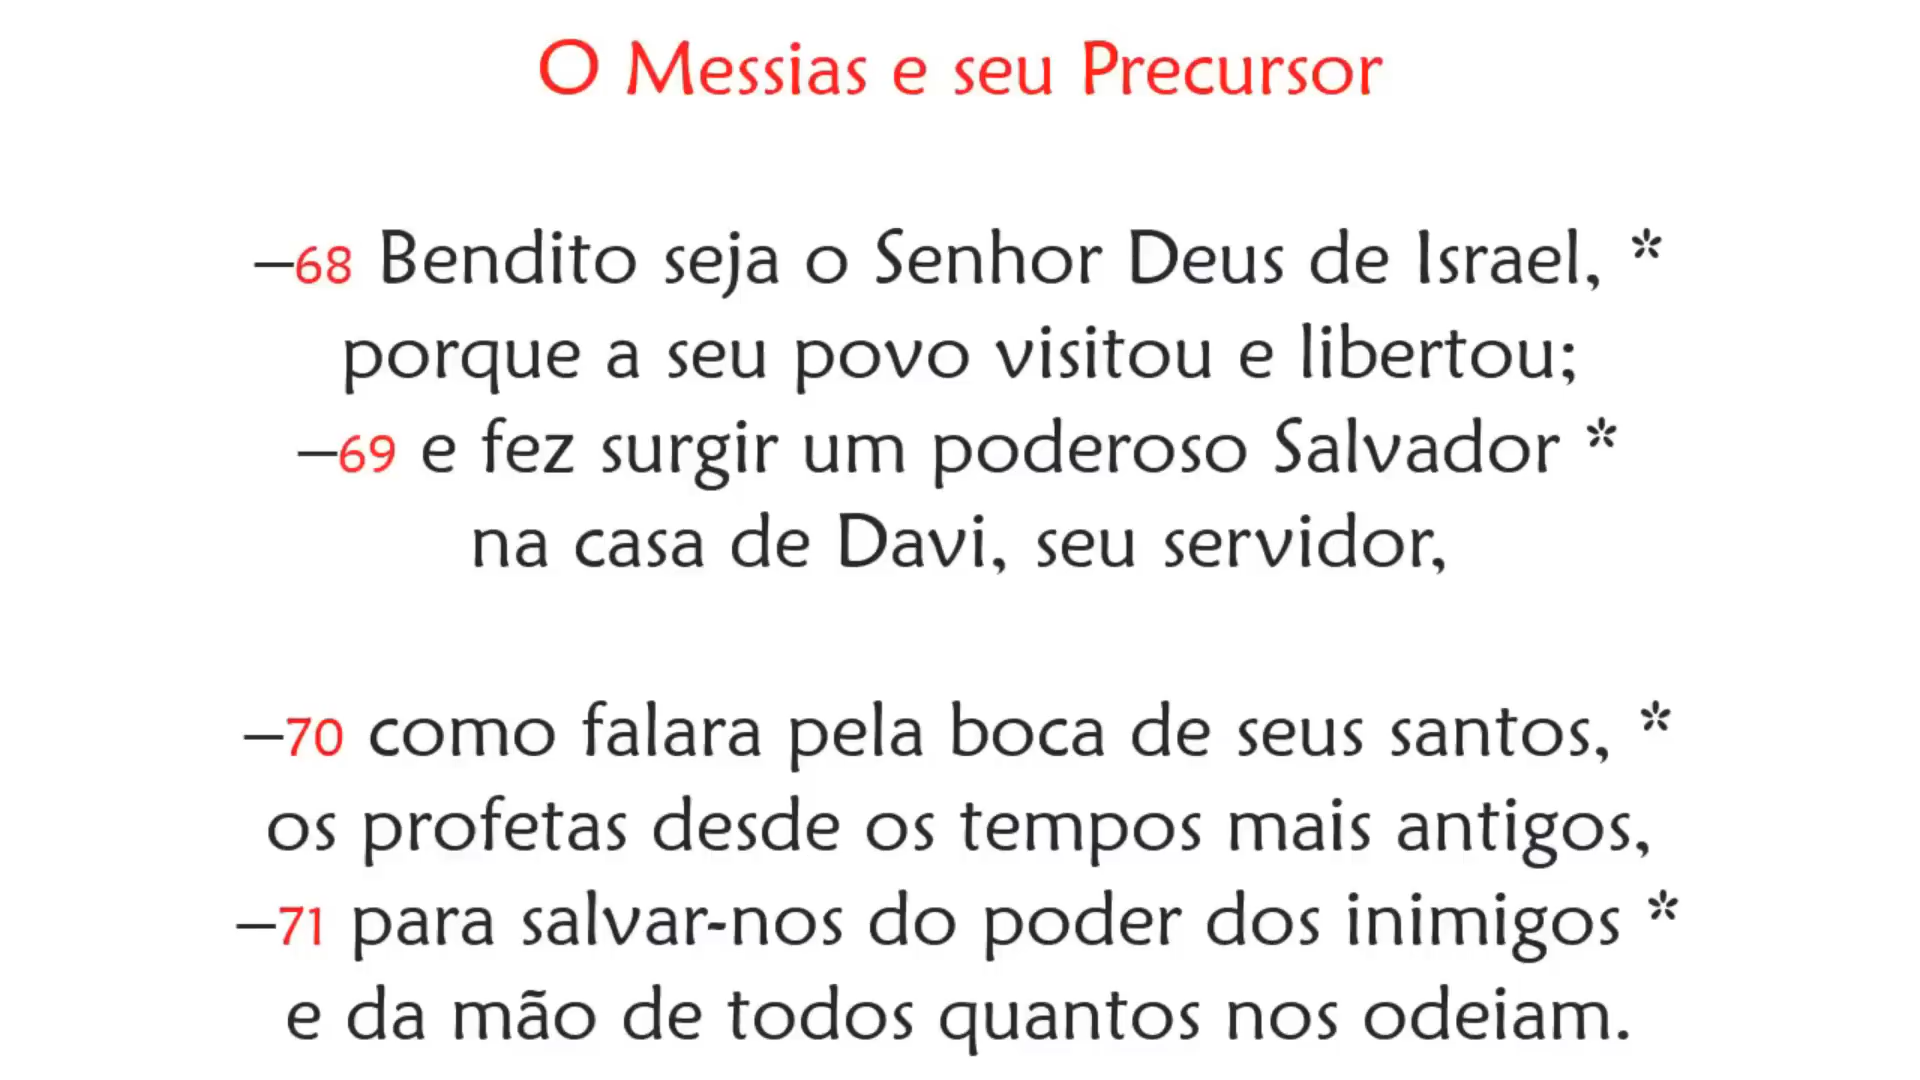 O Messias e seu Precursor
–68 Bendito seja o Senhor Deus de Israel, *
porque a seu povo visitou e libertou;
–69 e fez surgir um poderoso Salvador *
na casa de Davi, seu servidor,
–70 como falara pela boca de seus santos, *
os profetas desde os tempos mais antigos,
–71 para salvar-nos do poder dos inimigos *
e da mão de todos quantos nos odeiam.